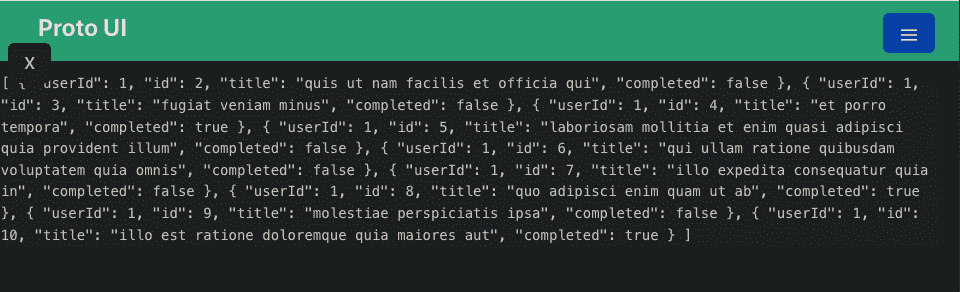 Proto UI
X
[ { "userId": 1, "id": 2, "title": "quis ut nam facilis et officia qui", "completed": false }, { "userId": 1,
"id": 3, "title": "fugiat veniam minus", "completed": false }, { "userId": 1, "id": 4, "title": "et porro
tempora", "completed": true }, { "userId": 1, "id": 5, "title": "laboriosam mollitia et enim quasi adipisci
quia provident illum", "completed": false }, { "userId": 1, "id": 6, "title": "qui ullam ratione quibusdam
voluptatem quia omnis", "completed": false }, { "userId": 1, "id": 7, "title": "illo expedita consequatur quia
in", "completed": false }, { "userId": 1, "id": 8, "title": "quo adipisci enim quam ut ab", "completed": true
}, { "userId": 1, "id": 9, "title": "molestiae perspiciatis ipsa", "completed": false }, { "userId": 1, "id":
10, "title": "illo est ratione doloremque quia maiores aut", "completed": true } ]